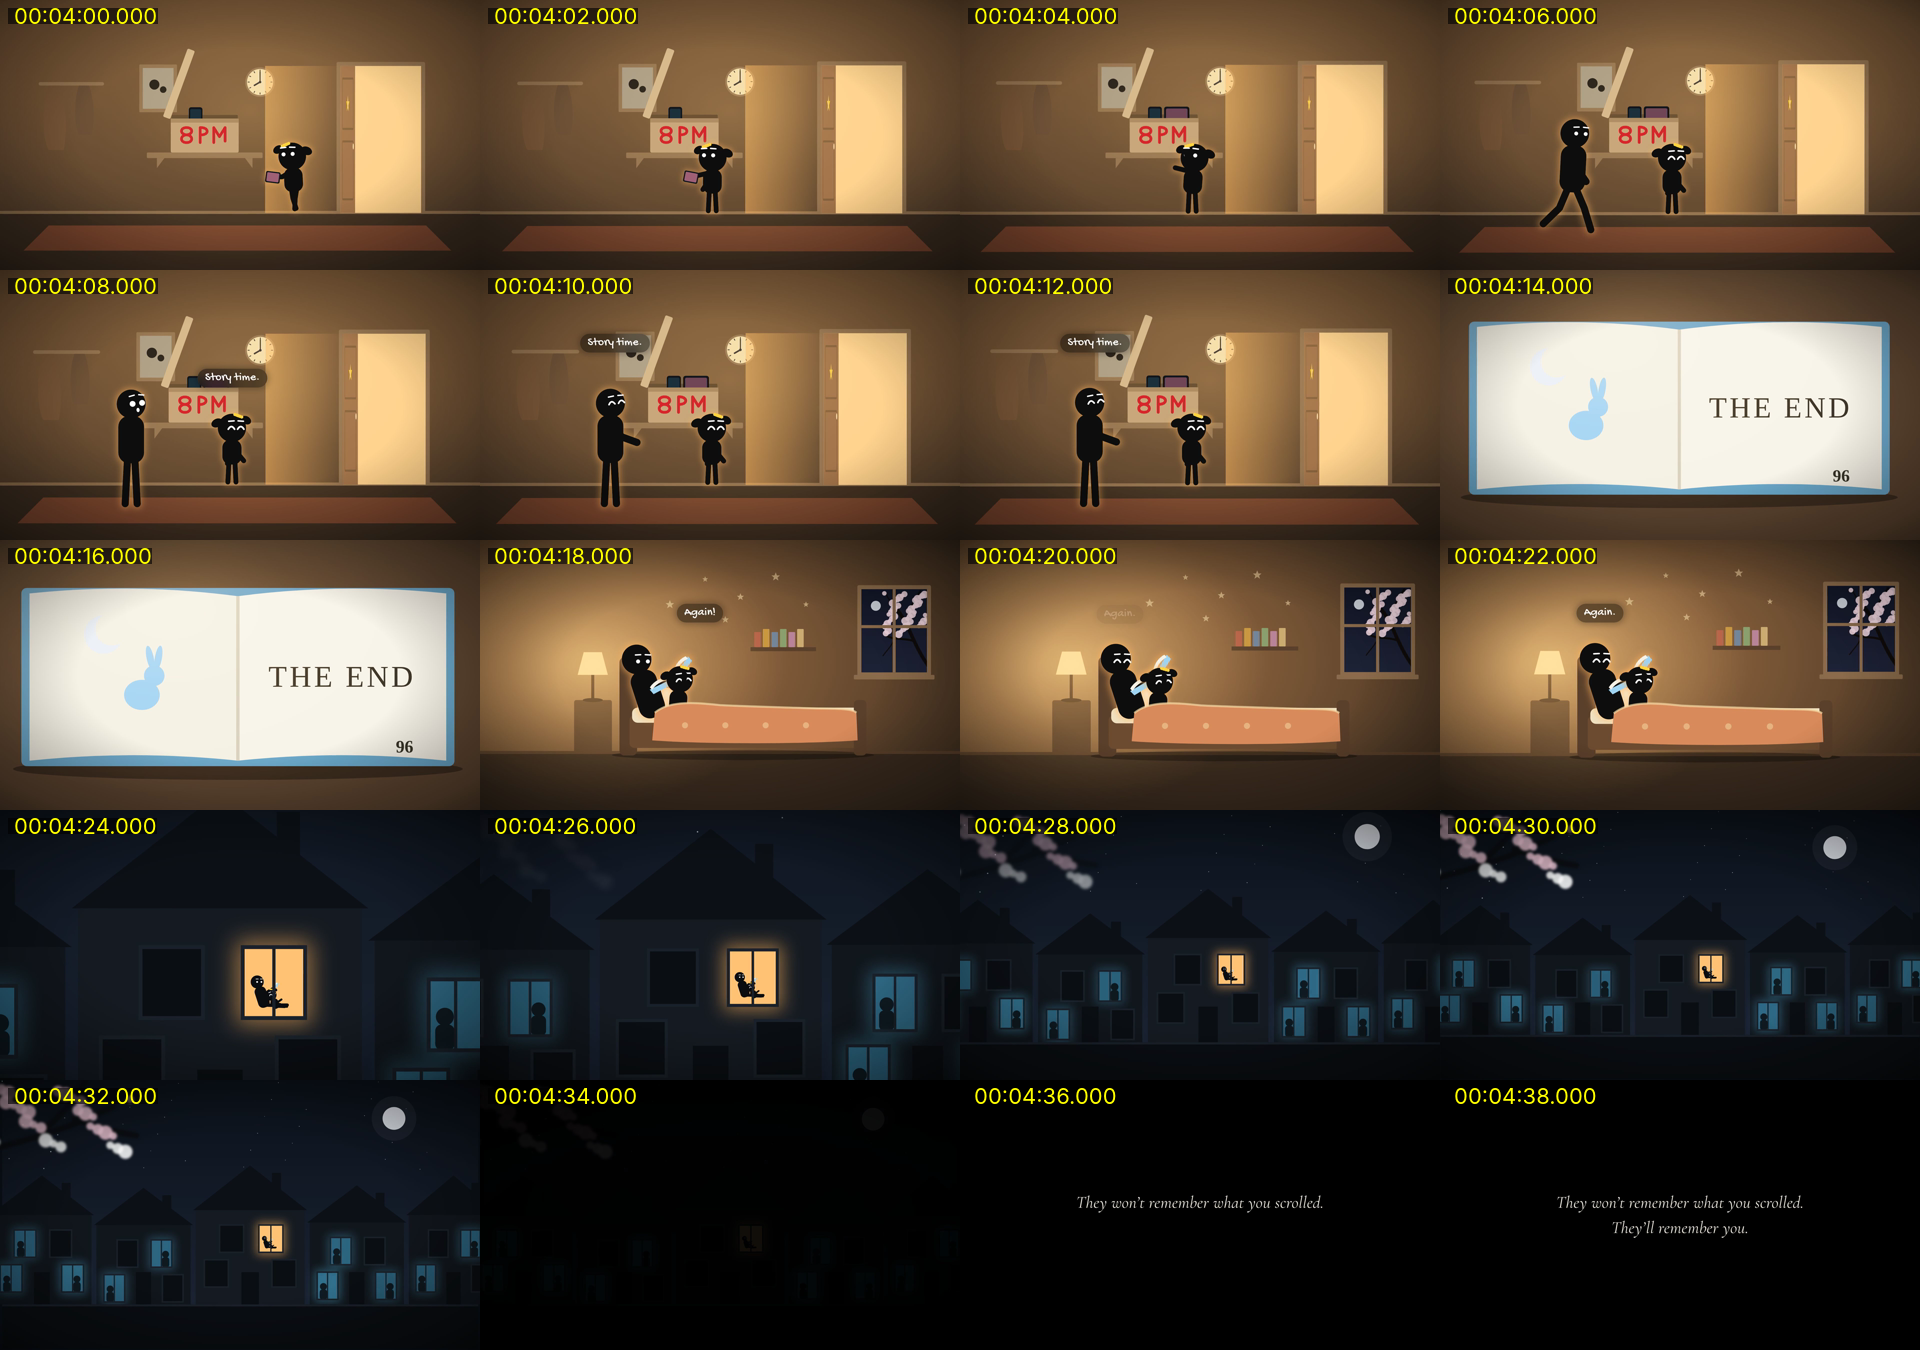 00:04:00.000
8PM
00:04:02.000
8PM
00:04:04.000
8PM
00:04:06.000
8PM
00:04:08.000
Story time.
8PM
00:04:10.000
Story time.
8PM
00:04:12.000
Story time.
8PM
00:04:14.000
THE END
96
00:04:16.000
THE END
96
00:04:18.000
Again!
00:04:20.000
Again.
00:04:22.000
Again.
00:04:24.000
00:04:26.000
00:04:28.000
00:04:30.000
00:04:32.000
00:04:34.000
00:04:36.000
They won't remember what you scrolled.
00:04:38.000
They won't remember what you scrolled.
They'll remember you.